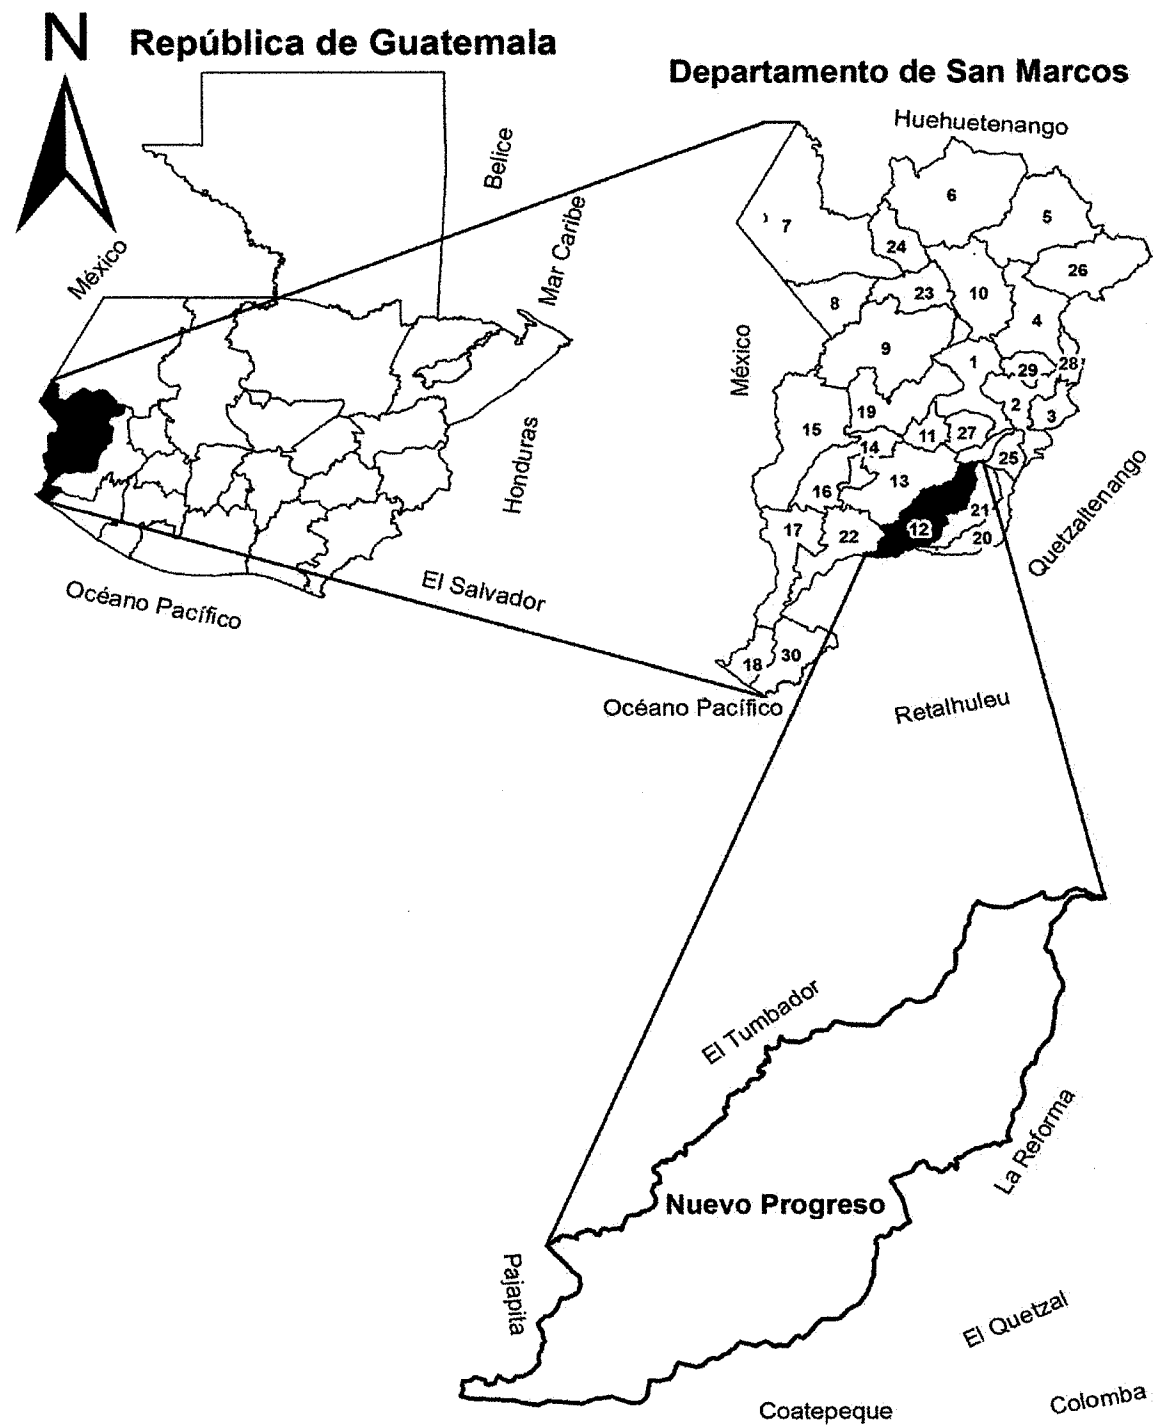 N
República de Guatemala
Departamento de San Marcos
Huehuetenango
Belice
México
Mar Caribe
Honduras
El Salvador
Océano Pacífico
6
5
7
24
26
23
10
8
4
México
9
1
29
28
2
3
19
15
11
27
14
25
13
16
21
17
22
12
20
Quetzaltenango
18
30
Océano Pacífico
Retalhuleu
El Tumbador
La Reforma
Nuevo Progreso
Pajapita
El Quetzal
Colomba
Coatepeque